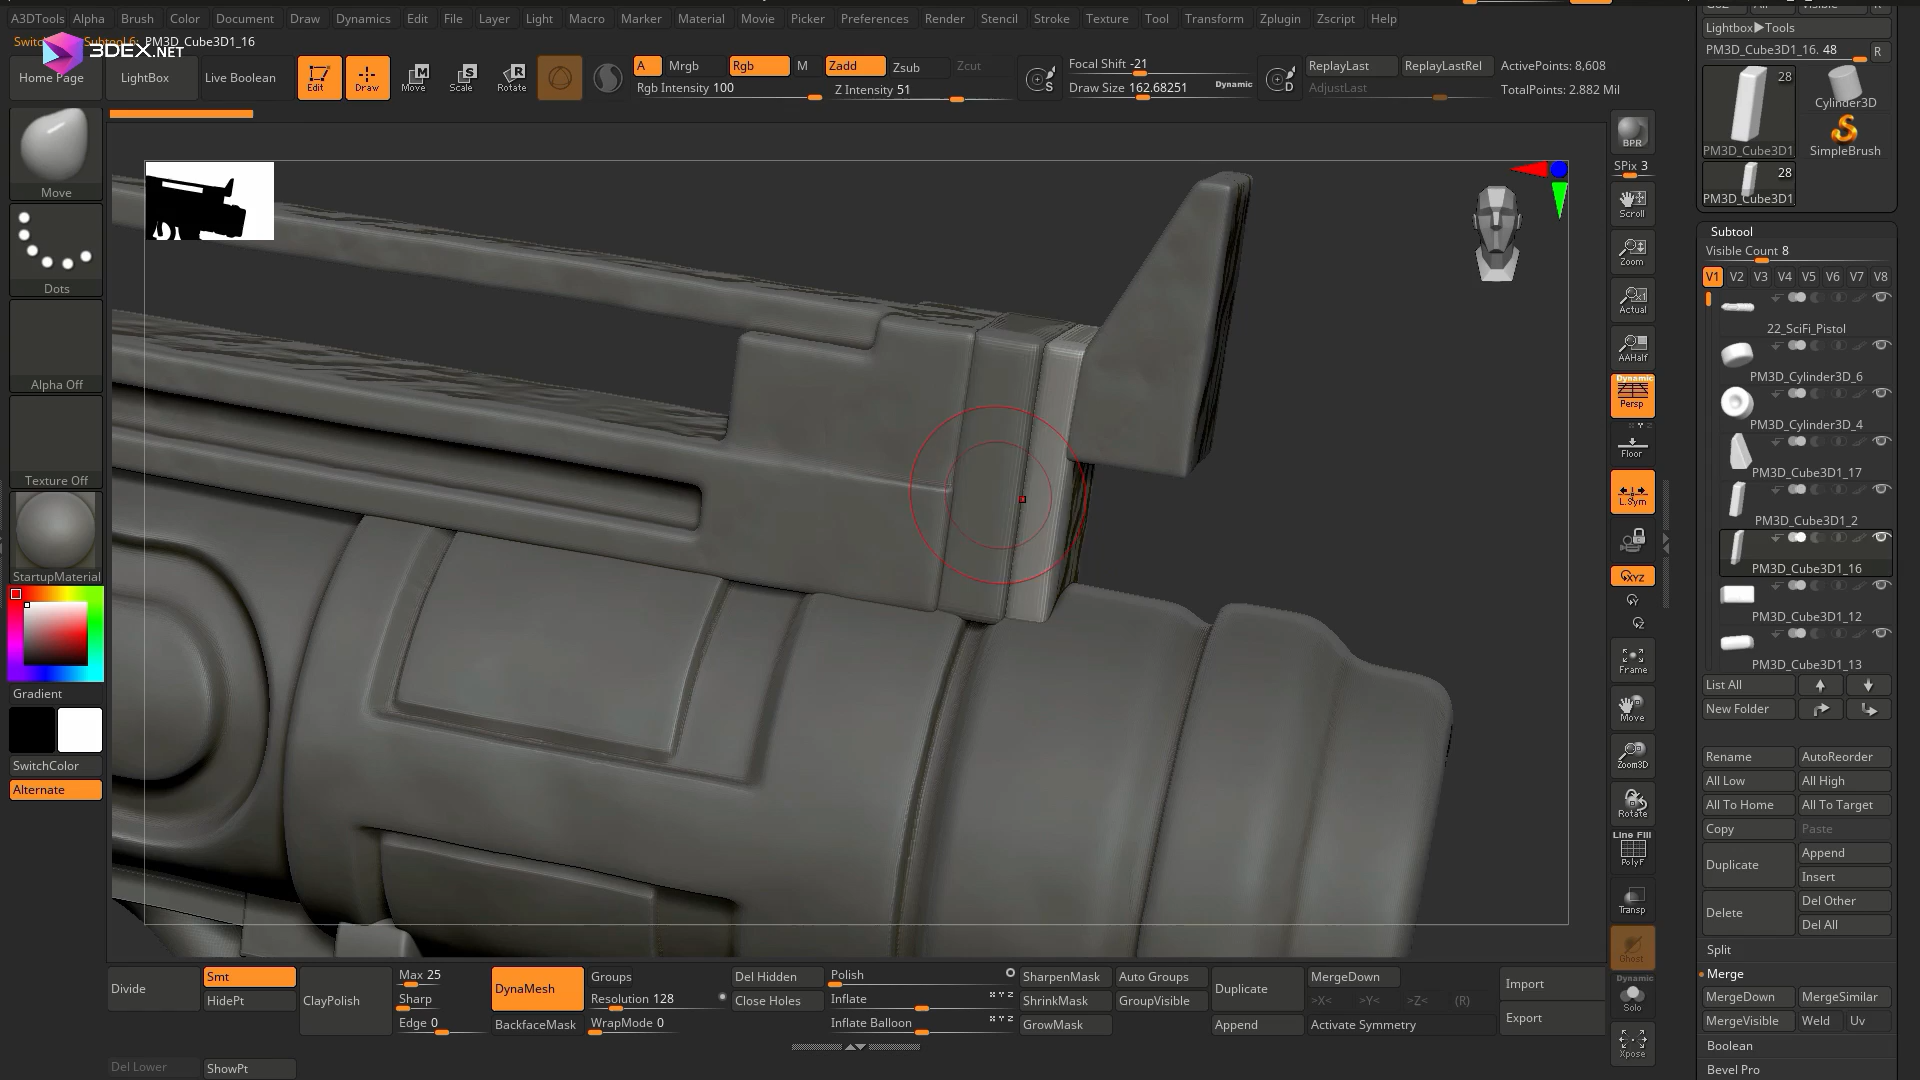 A3DTools Alpha Brush Color Document Draw Dynamics Edit File Layer Light Macro Marker Material Movie Picker Preferences Render Stencil Stroke Texture Tool Transform Zplugin Zscript Help
Subtool 6: PM3D_Cube3D1_16
3DEX.NET
Home Page LightBox Live Boolean
Edit Draw Move Scale Rotate
A Mrgb Rgb M Zadd Zsub Zcut
Rgb Intensity 100 Z Intensity 51
Focal Shift -21
Draw Size 162.68251 Dynamic
ReplayLast ReplayLastRel
AdjustLast
ActivePoints: 8,608
TotalPoints: 2.882 Mil
Move
Dots
Alpha Off
Texture Off
StartupMaterial
Gradient
SwitchColor
Alternate
BPR
SPix 3
Scroll
Zoom
Actual
AAHalf
Dynamic
Persp
Floor
L.Sym
XYZ
Y
Z
Frame
Move
Zoom3D
Rotate
Line Fill
PolyF
Transp
Ghost
Dynamic
Solo
Xpose
Lightbox▶Tools
PM3D_Cube3D1_16. 48 R
28
Cylinder3D
PM3D_Cube3D1
SimpleBrush
28
PM3D_Cube3D1
Subtool
Visible Count 8
V1 V2 V3 V4 V5 V6 V7 V8
22_SciFi_Pistol
PM3D_Cylinder3D_6
PM3D_Cylinder3D_4
PM3D_Cube3D1_17
PM3D_Cube3D1_2
PM3D_Cube3D1_16
PM3D_Cube3D1_12
PM3D_Cube3D1_13
List All
New Folder
Rename AutoReorder
All Low All High
All To Home All To Target
Copy Paste
Duplicate Append
Insert
Delete Del Other
Del All
Split
Merge
MergeDown MergeSimilar
MergeVisible Weld Uv
Boolean
Bevel Pro
Divide
Smt
HidePt
ClayPolish
Max 25
Sharp
Edge 0
DynaMesh
BackfaceMask
Groups
Resolution 128
WrapMode 0
Del Hidden
Close Holes
Polish
Inflate
Inflate Balloon
SharpenMask
ShrinkMask
GrowMask
Auto Groups
GroupVisible
Duplicate
Append
MergeDown
>X< >Y< >Z< (R)
Activate Symmetry
Import
Export
Del Lower ShowPt